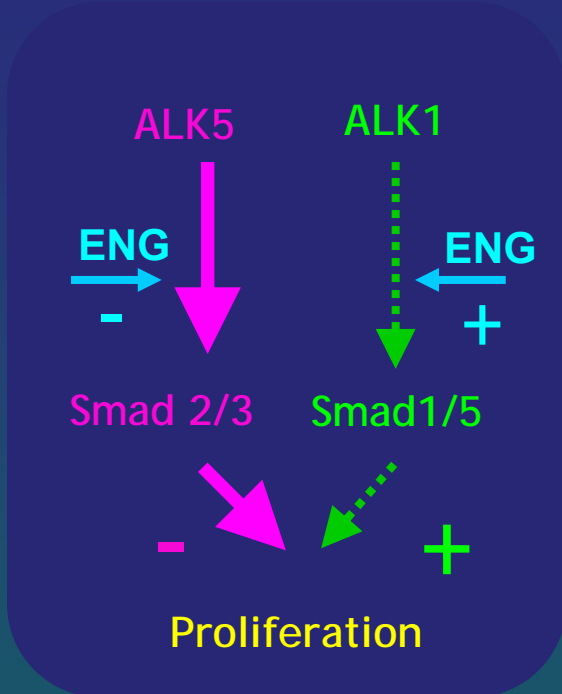 ALK5 ALK1
ENG ENG
- +
Smad 2/3 Smad1/5
- +
Proliferation